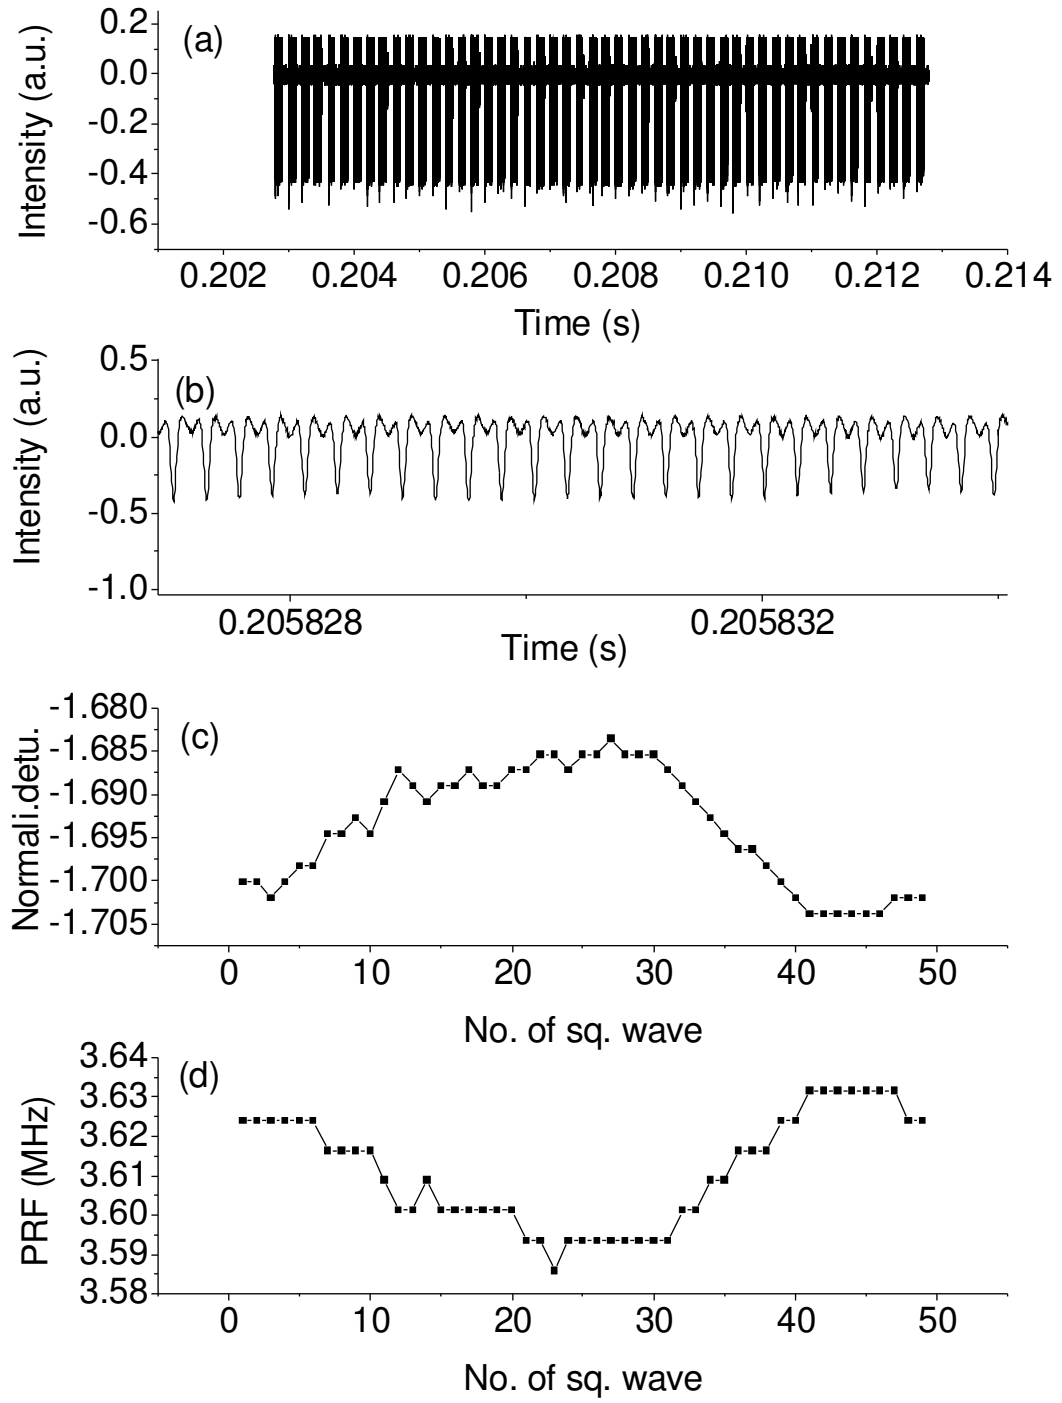 (a)
Intensity (a.u.)
0.2
0.0
-0.2
-0.4
-0.6
0.202 0.204 0.206 0.208 0.210 0.212 0.214
Time (s)
(b)
Intensity (a.u.)
0.5
0.0
-0.5
-1.0
0.205828 0.205832
Time (s)
(c)
Normali.detu.
-1.680
-1.685
-1.690
-1.695
-1.700
-1.705
0 10 20 30 40 50
No. of sq. wave
(d)
PRF (MHz)
3.64
3.63
3.62
3.61
3.60
3.59
3.58
0 10 20 30 40 50
No. of sq. wave